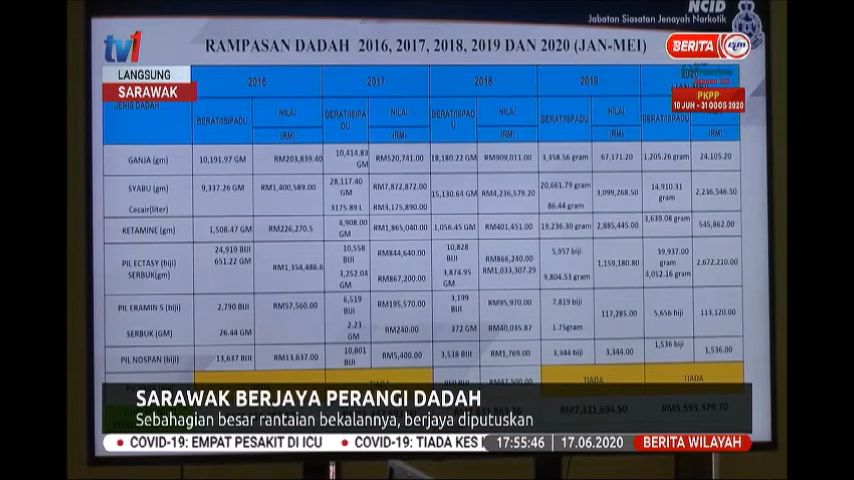 NCID
Jabatan Siasatan Jenayah Narkotik
tv1
RAMPASAN DADAH 2016, 2017, 2018, 2019 DAN 2020 (JAN-MEI)
BERITA rtm
LANGSUNG
SARAWAK
PKPP
10 JUN - 31 OGOS 2020
JENIS DADAH 2016 2017 2018 2019
BERAT/ISIPADU NILAI (RM) BERAT/ISIPADU NILAI (RM) BERAT/ISIPADU NILAI (RM) BERAT/ISIPADU NILAI (RM) BERAT/ISIPADU (RM)
GANJA (gm) 10,191.97 GM RM203,839.40 10,414.83 GM RM520,741.00 18,180.22 GM RM909,011.00 3,358.56 gram 67,171.20 1,205.26 gram 24,105.20
SYABU (gm) 9,337.26 GM RM1,400,589.00 28,117.40 GM RM7,872,872.00 15,130.64 GM RM4,236,579.20 20,661.79 gram 3,099,268.50 14,910.31 gram 2,236,546.50
Cecair(liter) 3175.89 L RM3,175,890.00 86.44 gram
KETAMINE (gm) 1,508.47 GM RM226,270.5 4,908.00 GM RM1,865,040.00 1,056.45 GM RM401,451.00 19,236.30 gram 2,885,445.00 3,639.08 gram 545,862.00
PIL ECTASY (biji) 24,919 BIJI RM1,354,486.6 10,558 BIJI RM844,640.00 10,828 BIJI RM866,240.00 5,957 biji 1,159,180.80 39,937.00 gram 2,672,210.00
SERBUK(gm) 651.22 GM 3,252.04 GM RM867,200.00 3,874.95 GM RM1,033,307.29 9,804.53 gram 4,052.16 gram
PIL ERAMIN 5 (biji) 2,790 BIJI RM57,560.00 6,519 BIJI RM195,570.00 3,199 BIJI RM95,970.00 7,819 biji 117,285.00 5,656 biji 113,120.00
SERBUK (GM) 26.44 GM 2.23 GM RM240.00 372 GM RM40,035.87 1.75gram
PIL NOSPAN (biji) 13,637 BIJI RM13,637.00 10,801 BIJI RM5,400.00 3,538 BIJI RM1,769.00 3,344 biji 3,344.00 1,536 biji 1,536.00
TIADA TIADA
RM7,331,694.50 RM5,593,379.70
SARAWAK BERJAYA PERANGI DADAH
Sebahagian besar rantaian bekalannya, berjaya diputuskan
COVID-19: EMPAT PESAKIT DI ICU COVID-19: TIADA KES 17:55:46 17.06.2020 BERITA WILAYAH